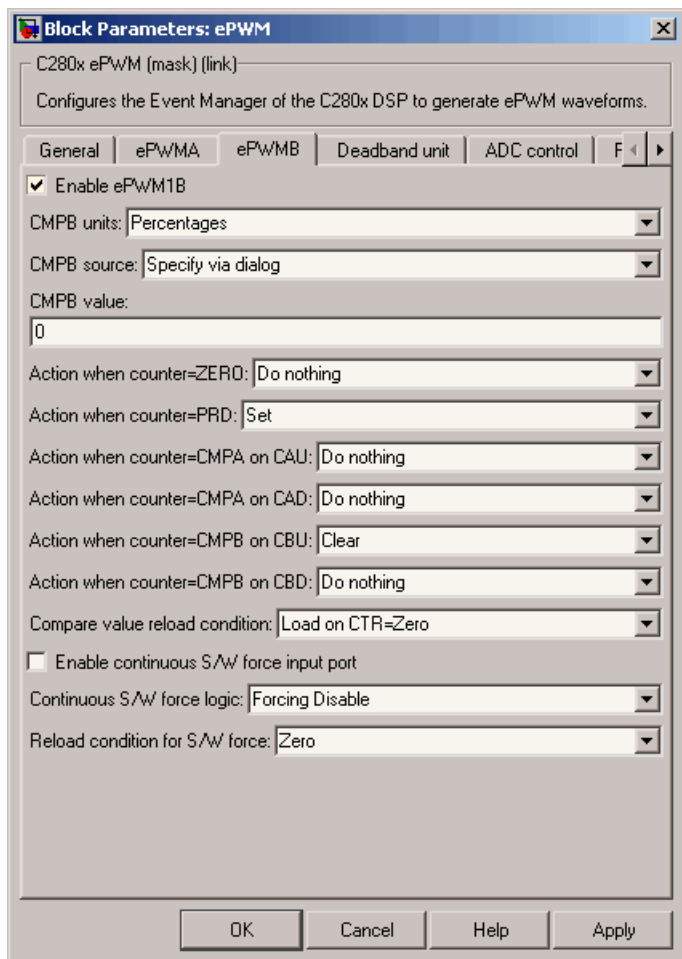 Block Parameters: ePWM
C280x ePWM (mask) (link)
Configures the Event Manager of the C280x DSP to generate ePWM waveforms.
General ePWMA ePWMB Deadband unit ADC control
Enable ePWM1B
CMPB units: Percentages
CMPB source: Specify via dialog
CMPB value:
0
Action when counter=ZERO: Do nothing
Action when counter=PRD: Set
Action when counter=CMPA on CAU: Do nothing
Action when counter=CMPA on CAD: Do nothing
Action when counter=CMPB on CBU: Clear
Action when counter=CMPB on CBD: Do nothing
Compare value reload condition: Load on CTR=Zero
Enable continuous S/W force input port
Continuous S/W force logic: Forcing Disable
Reload condition for S/W force: Zero
OK Cancel Help Apply